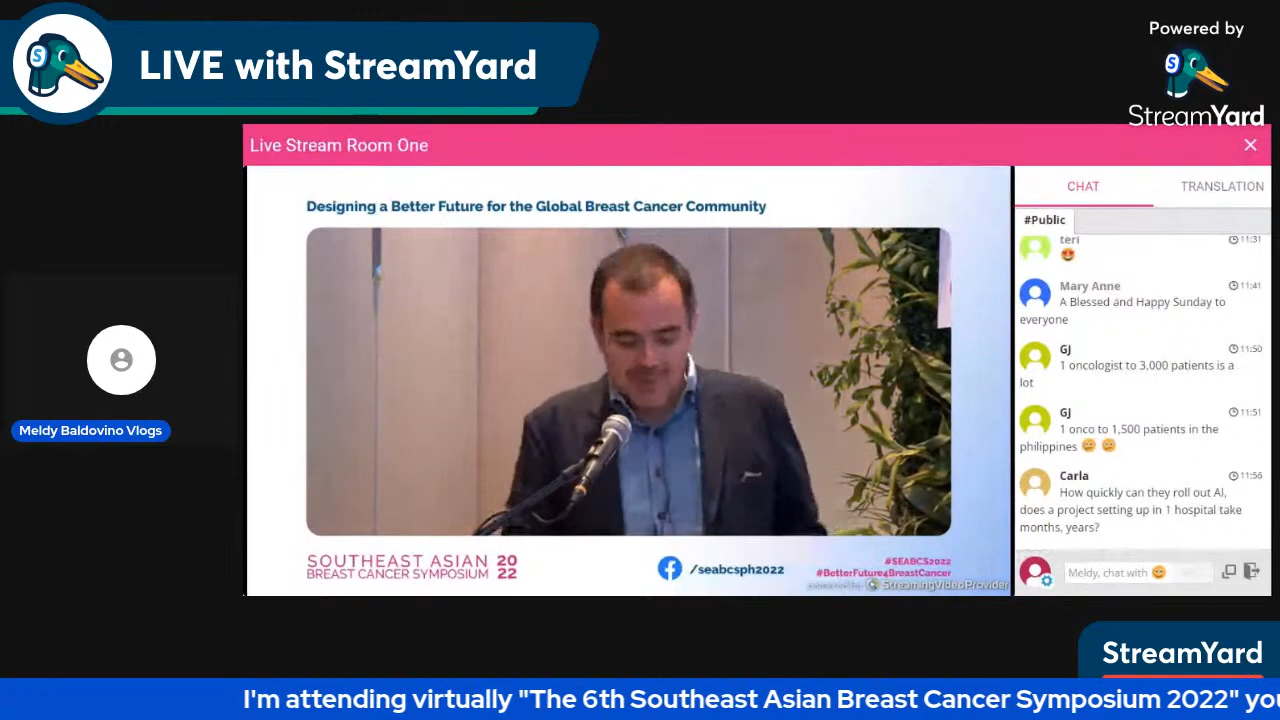 LIVE with StreamYard
Powered by
StreamYard
Live Stream Room One
Designing a Better Future for the Global Breast Cancer Community
CHAT
TRANSLATION
#Public
teri
11:31
Mary Anne
11:41
A Blessed and Happy Sunday to
everyone
GJ
11:50
1 oncologist to 3,000 patients is a
lot
GJ
11:51
1 onco to 1,500 patients in the
philippines
Carla
11:56
How quickly can they roll out AI,
does a project setting up in 1 hospital take
months, years?
Meldy, chat with
Meldy Baldovino Vlogs
SOUTHEAST ASIAN 20
BREAST CANCER SYMPOSIUM 22
/seabcsph2022
#SEABCS2022
#BetterFuture4BreastCancer
StreamingVideoProvider
StreamYard
I'm attending virtually "The 6th Southeast Asian Breast Cancer Symposium 2022" you